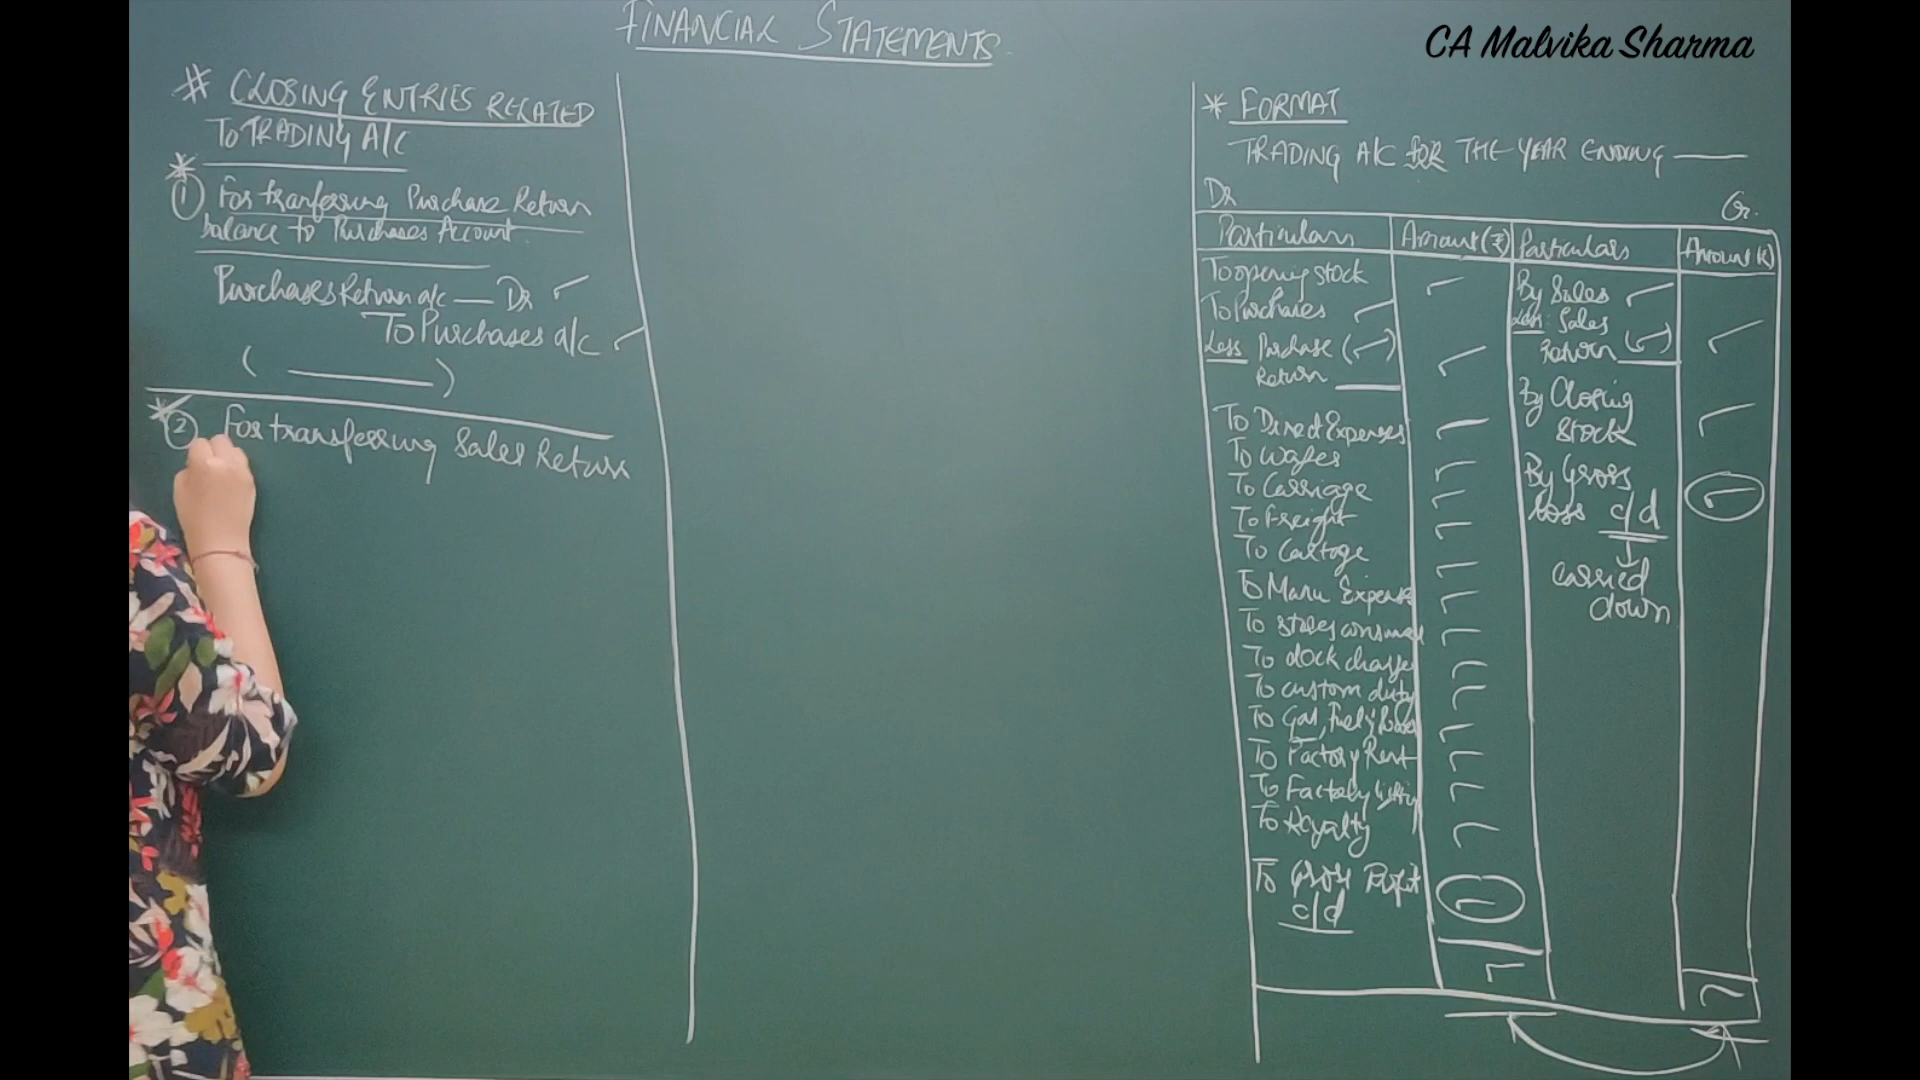 FINANCIAL STATEMENTS
CA Malvika Sharma
# CLOSING ENTRIES RELATED
TO TRADING A/C
* ① For tranferring Purchase Return
balance to Purchases Account.
Purchases Return a/c — Dr ✓
To Purchases a/c ✓
( ——— )
* ② For transferring Sales Return
* FORMAT
TRADING A/C FOR THE YEAR ENDING ——
Dr
Cr.
Particulars
Amount (₹)
Particulars
Amount (₹)
To opening stock
To Purchases
Less Purchase (✓)
Return
To Direct Expenses
To wages
To Carriage
To Freight
To Cartage
To Manu Expenses
To stores consumed
To dock charges
To custom duty
To Gas, Fuel &
To Factory Rent
To Factory lighting
To Royalty
To Gross Profit
c/d
By Sales
Less: Sales
Return (✓)
By Closing
Stock
By Gross
loss c/d
↓
carried
down